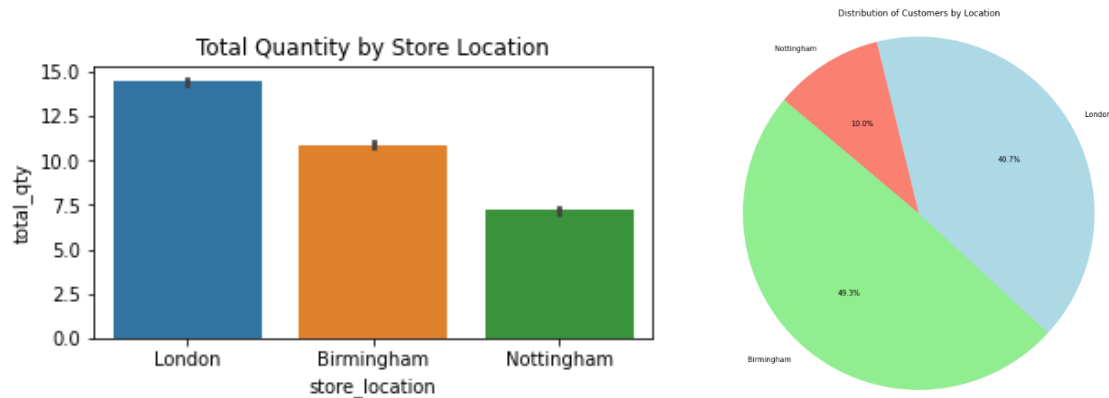 Total Quantity by Store Location
total_qty
15.0
12.5
10.0
7.5
5.0
2.5
0.0
London
Birmingham
Nottingham
store_location
Distribution of Customers by Location
Nottingham
London
10.0%
40.7%
49.3%
Birmingham